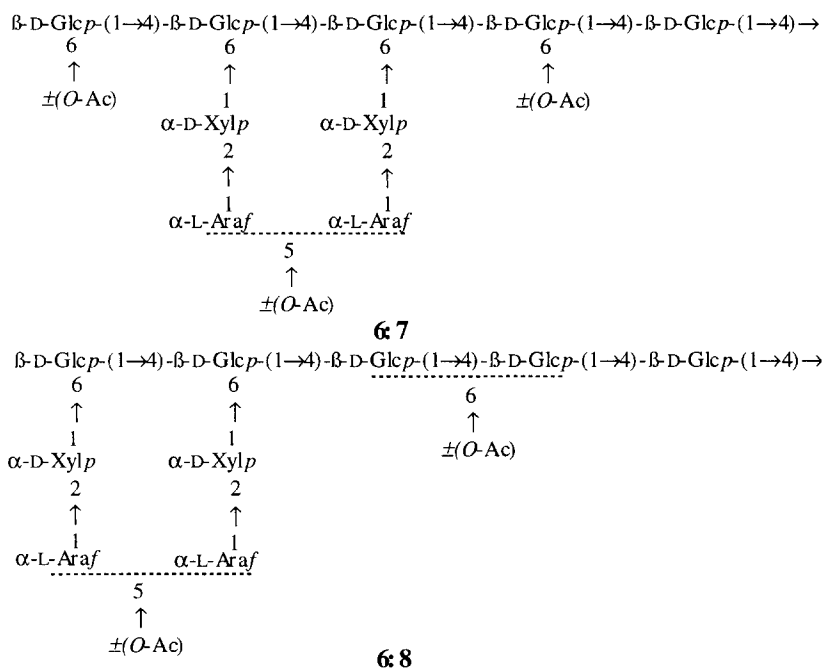 ß-D-Glcp-(1→4)-ß-D-Glcp-(1→4)-ß-D-Glcp-(1→4)-ß-D-Glcp-(1→4)-ß-D-Glcp-(1→4)→
6 6 6 6
↑ ↑ ↑ ↑
±(O-Ac) 1 1 ±(O-Ac)
α-D-Xylp α-D-Xylp
2 2
↑ ↑
1 1
α-L-Araf α-L-Araf
5
↑
±(O-Ac)
6:7
ß-D-Glcp-(1→4)-ß-D-Glcp-(1→4)-ß-D-Glcp-(1→4)-ß-D-Glcp-(1→4)-ß-D-Glcp-(1→4)→
6 6 6
↑ ↑ ↑
1 1 ±(O-Ac)
α-D-Xylp α-D-Xylp
2 2
↑ ↑
1 1
α-L-Araf α-L-Araf
5
↑
±(O-Ac)
6:8